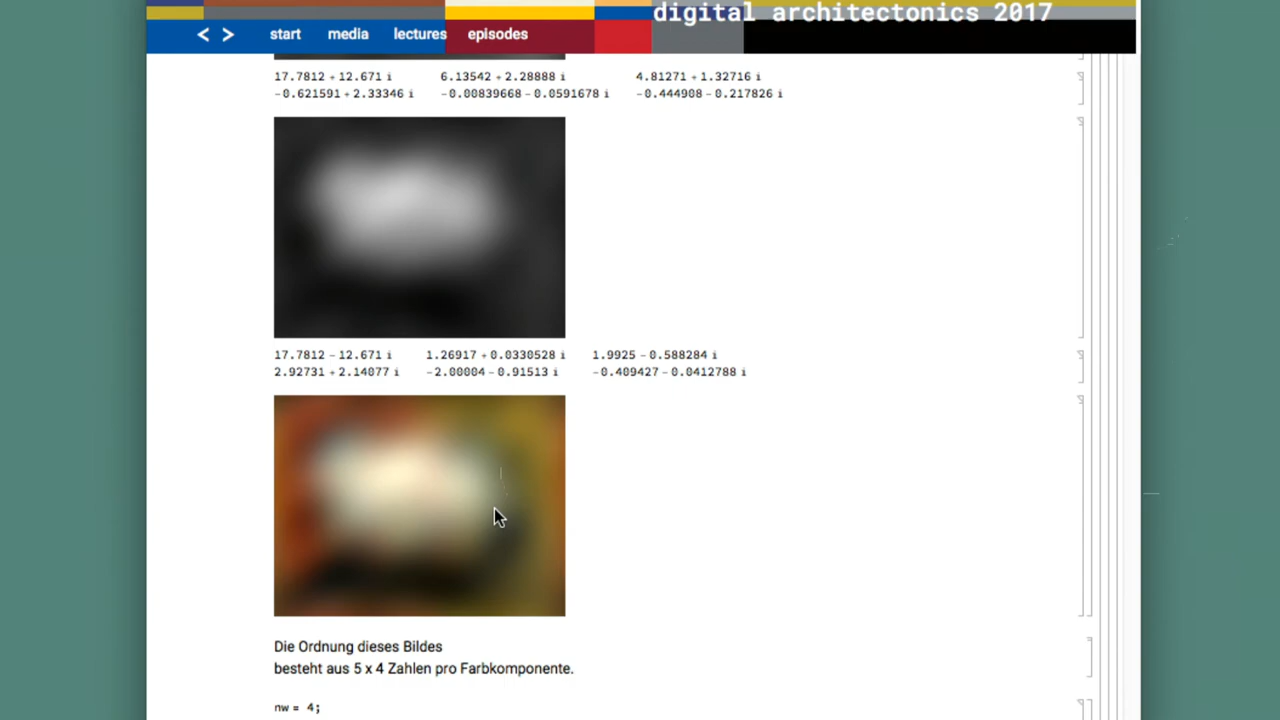 digital architectonics 2017
< > start media lectures episodes
17.7812 + 12.671 i 6.13542 + 2.28888 i 4.81271 + 1.32716 i
-0.621591 + 2.33346 i -0.00839668 - 0.0591678 i -0.444908 - 0.217826 i
17.7812 - 12.671 i 1.26917 + 0.0330528 i 1.9925 - 0.588284 i
2.92731 + 2.14077 i -2.00004 - 0.91513 i -0.409427 - 0.0412788 i
Die Ordnung dieses Bildes
besteht aus 5 x 4 Zahlen pro Farbkomponente.
nw = 4;